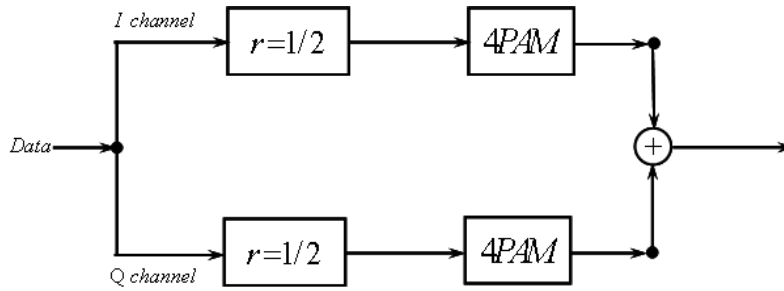 I channel
r=1/2
4PAM
Data
+
r=1/2
4PAM
Q channel